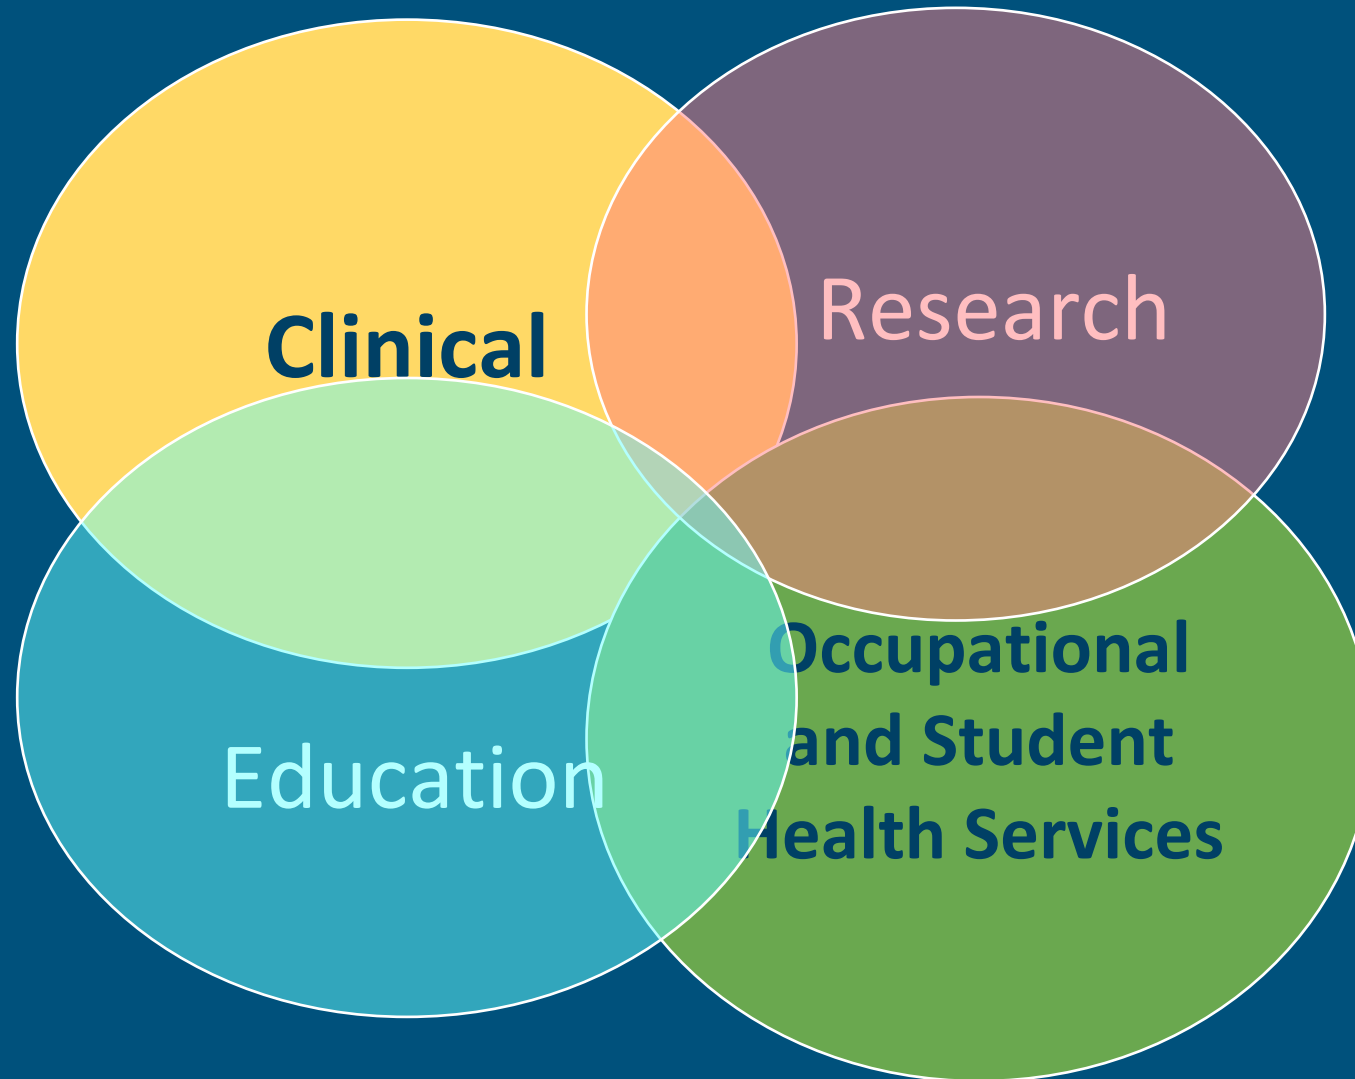 Clinical
Research
Education
Occupational
and Student
Health Services